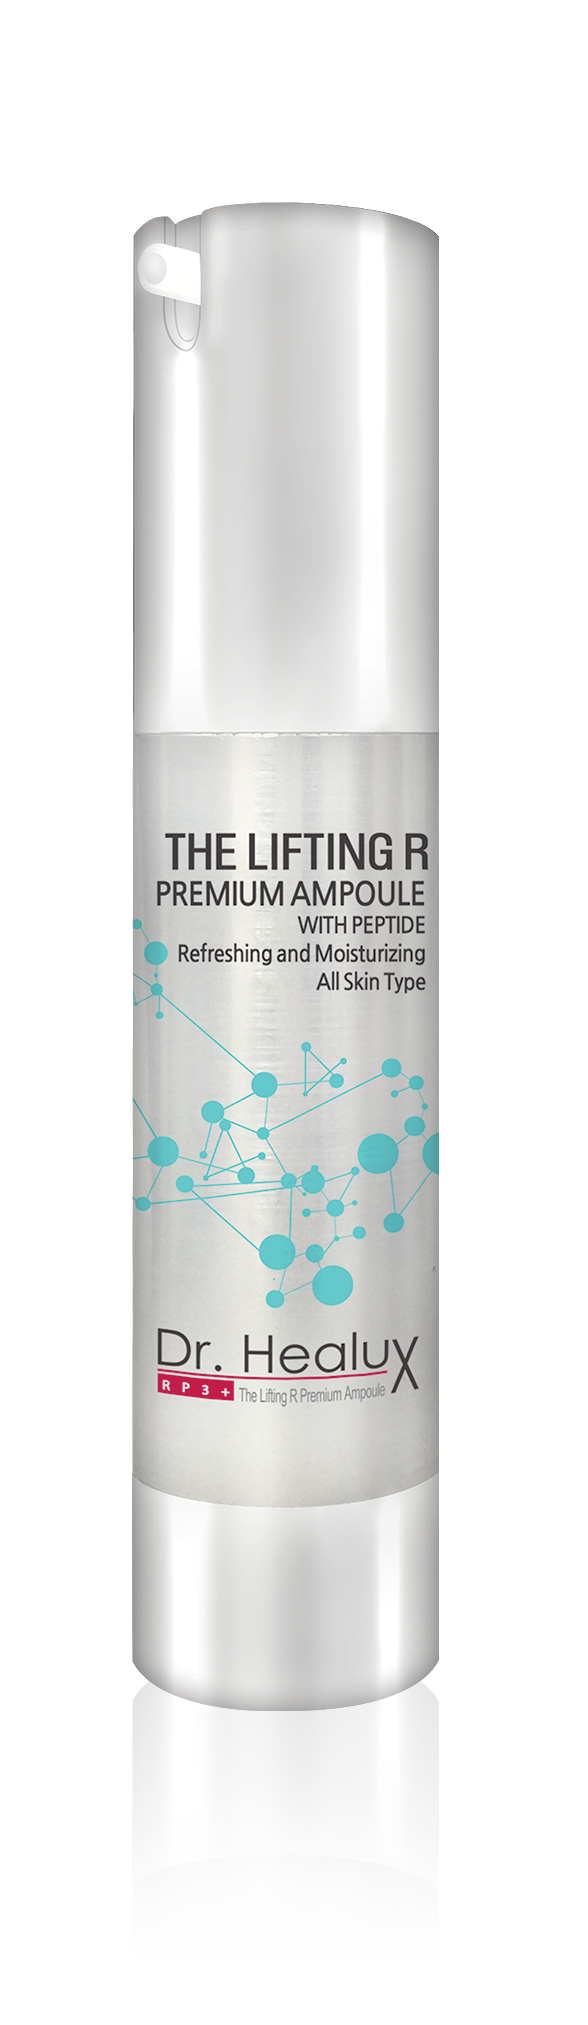 THE LIFTING R
PREMIUM AMPOULE
WITH PEPTIDE
Refreshing and Moisturizing
All Skin Type
Dr. Healux
RP3+ The Lifting R Premium Ampoule